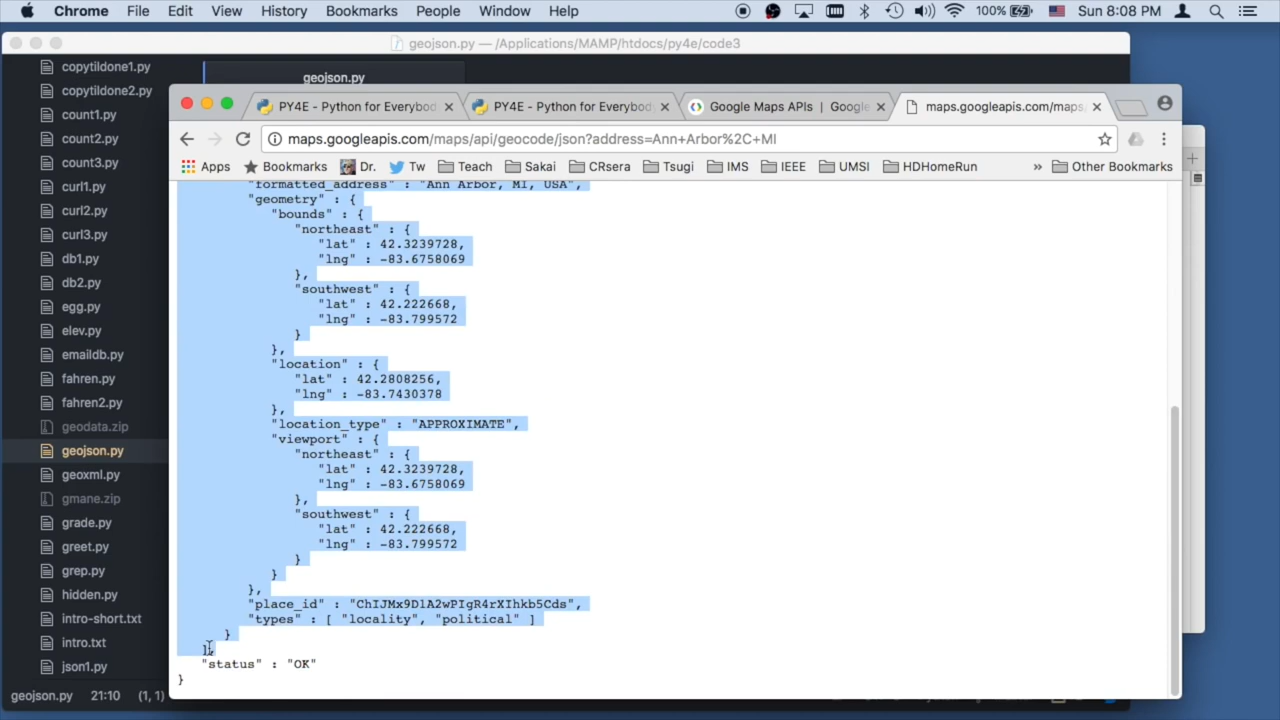 Chrome File Edit View History Bookmarks People Window Help 100% Sun 8:08 PM
geojson.py — /Applications/MAMP/htdocs/py4e/code3
copytildone1.py
geojson.py
copytildone2.py
PY4E - Python for Everybod
PY4E - Python for Everybody
Google Maps APIs | Google
maps.googleapis.com/maps
count1.py
count2.py
maps.googleapis.com/maps/api/geocode/json?address=Ann+Arbor%2C+MI
count3.py
Apps Bookmarks Dr. Tw Teach Sakai CRsera Tsugi IMS IEEE UMSI HDHomeRun » Other Bookmarks
curl1.py
curl2.py
curl3.py
db1.py
db2.py
egg.py
elev.py
emaildb.py
fahren.py
fahren2.py
geodata.zip
geojson.py
geoxml.py
gmane.zip
grade.py
greet.py
grep.py
hidden.py
intro-short.txt
intro.txt
json1.py
"formatted_address" : "Ann Arbor, MI, USA",
"geometry" : {
"bounds" : {
"northeast" : {
"lat" : 42.3239728,
"lng" : -83.6758069
},
"southwest" : {
"lat" : 42.222668,
"lng" : -83.799572
}
},
"location" : {
"lat" : 42.2808256,
"lng" : -83.7430378
},
"location_type" : "APPROXIMATE",
"viewport" : {
"northeast" : {
"lat" : 42.3239728,
"lng" : -83.6758069
},
"southwest" : {
"lat" : 42.222668,
"lng" : -83.799572
}
}
},
"place_id" : "ChIJMx9D1A2wPIgR4rXIhkb5Cds",
"types" : [ "locality", "political" ]
}
],
"status" : "OK"
}
geojson.py 21:10 (1, 1)